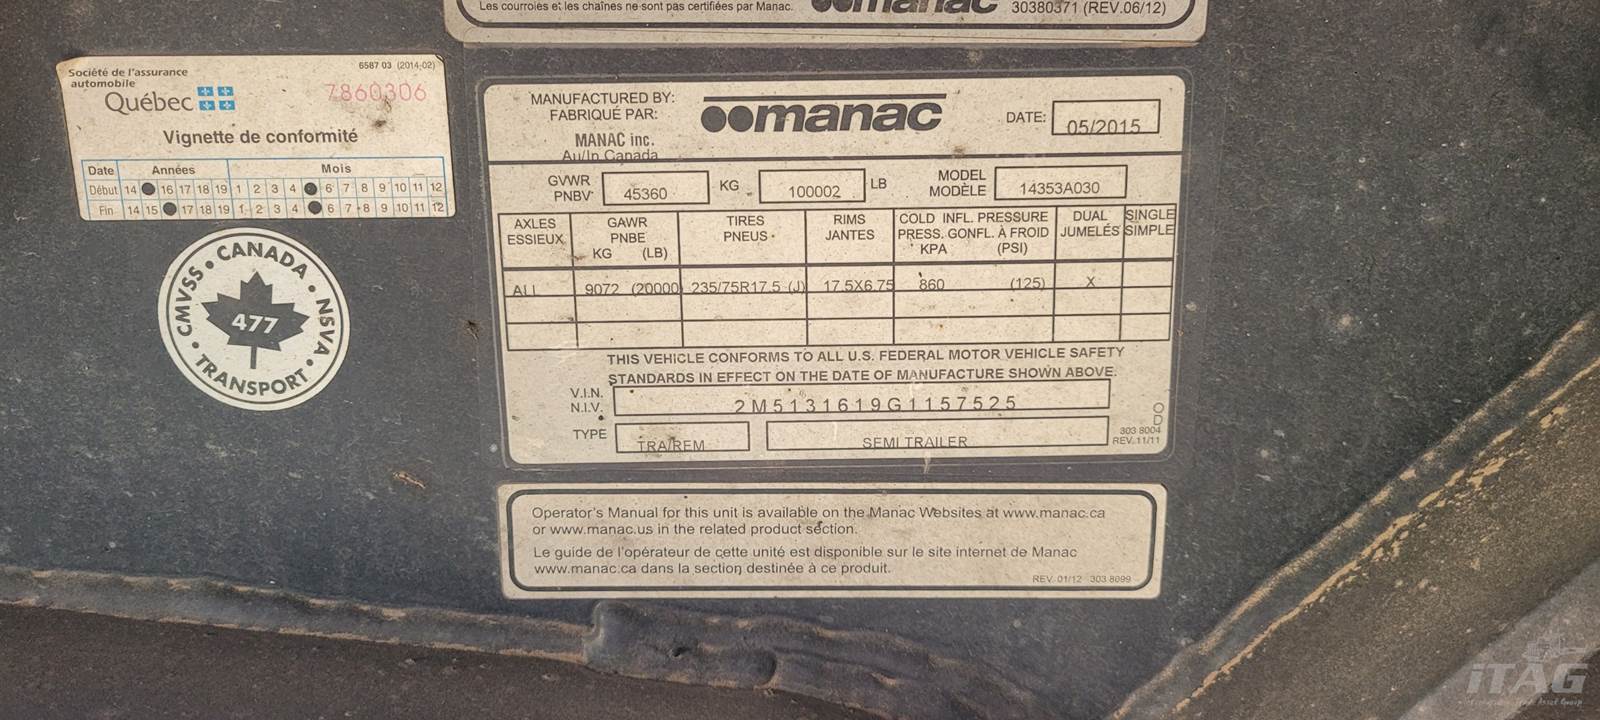 Les courroies et les chaînes ne sont pas certifiées par Manac. manac 30380371 (REV.06/12)
Société de l'assurance
automobile
Québec
6587 03 (2014-02)
7860306
Vignette de conformité
Date Années Mois
Début 14 16 17 18 19 1 2 3 4 6 7 8 9 10 11 12
Fin 14 15 17 18 19 1 2 3 4 6 7 8 9 10 11 12
CANADA
CMVSS NSVAC
477
TRANSPORT
MANUFACTURED BY:
FABRIQUÉ PAR:
manac
DATE: 05/2015
MANAC inc.
Au/In Canada
GVWR
PNBV
45360 KG 100002 LB
MODEL
MODÈLE
14353A030
AXLES
ESSIEUX
GAWR
PNBE
KG (LB)
TIRES
PNEUS
RIMS
JANTES
COLD INFL. PRESSURE
PRESS. GONFL. À FROID
KPA (PSI)
DUAL
JUMELÉS
SINGLE
SIMPLE
ALL 9072 (20000) 235/75R17.5 (J) 17.5X6.75 860 (125) X
THIS VEHICLE CONFORMS TO ALL U.S. FEDERAL MOTOR VEHICLE SAFETY
STANDARDS IN EFFECT ON THE DATE OF MANUFACTURE SHOWN ABOVE.
V.I.N.
N.I.V.
2M5131619G1157525
TYPE TRA/REM SEMI TRAILER
O
D
303 8004
REV.11/11
Operator's Manual for this unit is available on the Manac Websites at www.manac.ca
or www.manac.us in the related product section.
Le guide de l'opérateur de cette unité est disponible sur le site internet de Manac
www.manac.ca dans la section destinée à ce produit.
REV. 01/12 303 8099
iTAG